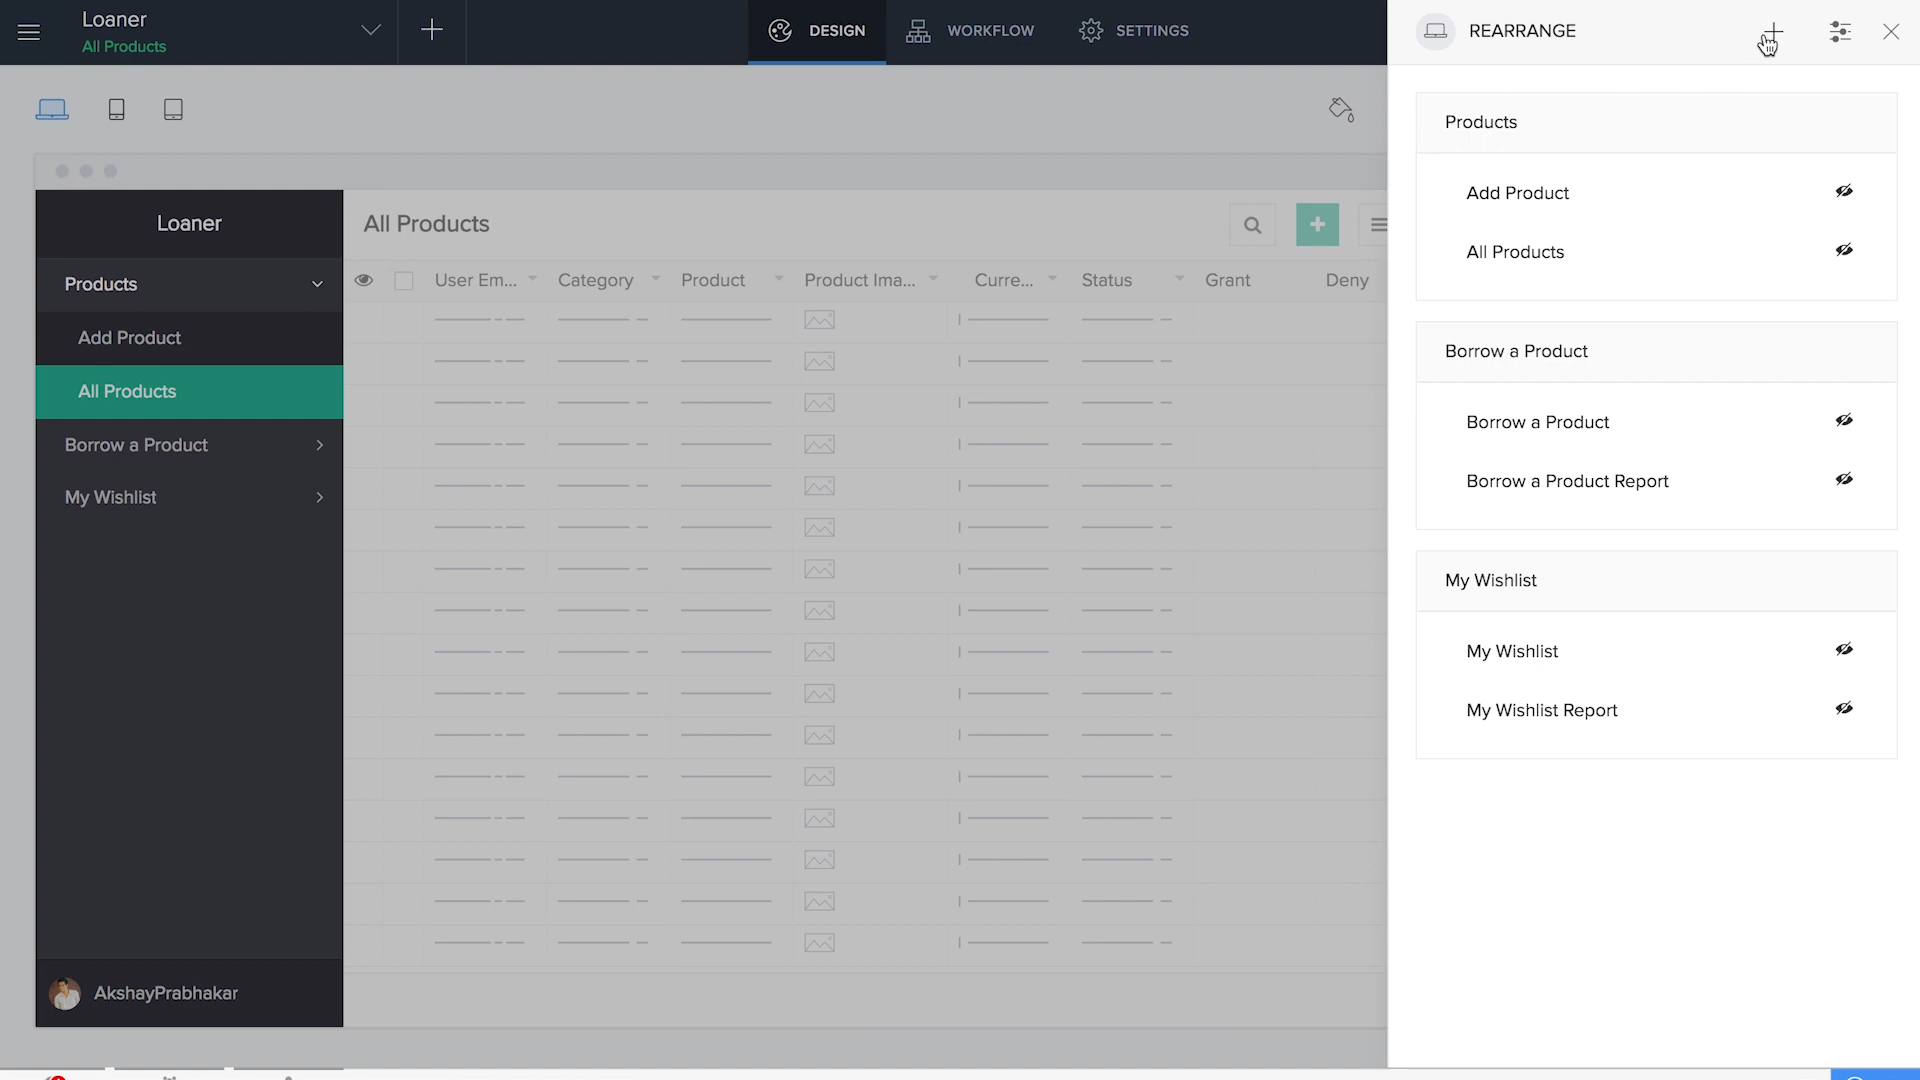 Loaner
All Products
DESIGN
WORKFLOW
SETTINGS
REARRANGE
Loaner
Products
Add Product
All Products
Borrow a Product
My Wishlist
AkshayPrabhakar
All Products
User Em...
Category
Product
Product Ima...
Curre...
Status
Grant
Deny
Products
Add Product
All Products
Borrow a Product
Borrow a Product
Borrow a Product Report
My Wishlist
My Wishlist
My Wishlist Report